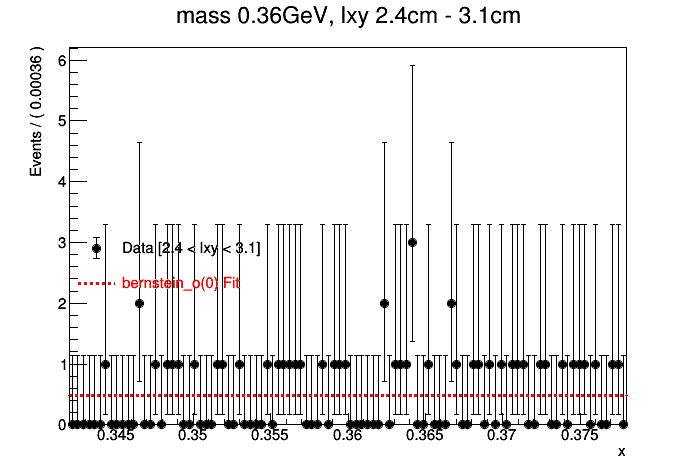 mass 0.36GeV, lxy 2.4cm - 3.1cm
Events / ( 0.00036 )
6
5
4
3
2
1
0
Data [2.4 < lxy < 3.1]
bernstein_o(0) Fit
0.345 0.35 0.355 0.36 0.365 0.37 0.375
x